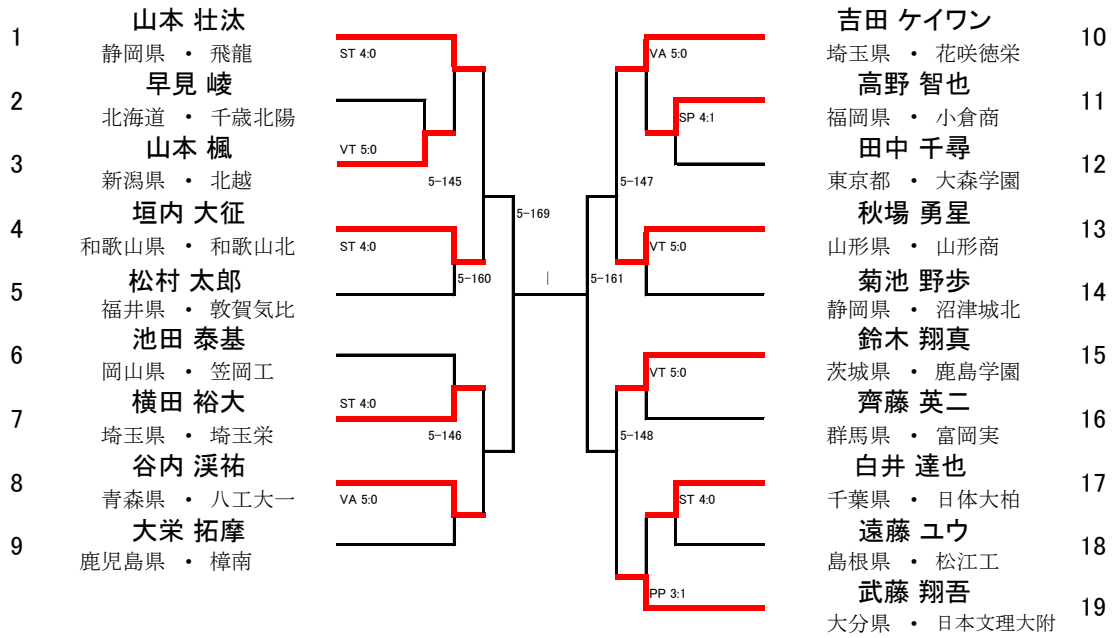 1
山本 壮汰
静岡県 ・ 飛龍
ST 4:0
2
早見 崚
北海道 ・ 千歳北陽
3
山本 楓
新潟県 ・ 北越
VT 5:0
5-145
4
垣内 大征
和歌山県 ・ 和歌山北
ST 4:0
5
松村 太郎
福井県 ・ 敦賀気比
5-160
5-169
6
池田 泰基
岡山県 ・ 笠岡工
7
横田 裕大
埼玉県 ・ 埼玉栄
ST 4:0
5-146
8
谷内 渓祐
青森県 ・ 八工大一
VA 5:0
9
大栄 拓摩
鹿児島県 ・ 樟南
吉田 ケイワン
埼玉県 ・ 花咲徳栄
10
VA 5:0
高野 智也
福岡県 ・ 小倉商
11
SP 4:1
田中 千尋
東京都 ・ 大森学園
12
5-147
秋場 勇星
山形県 ・ 山形商
13
VT 5:0
菊池 野歩
静岡県 ・ 沼津城北
14
5-161
鈴木 翔真
茨城県 ・ 鹿島学園
15
VT 5:0
齊藤 英二
群馬県 ・ 富岡実
16
5-148
白井 達也
千葉県 ・ 日体大柏
17
ST 4:0
遠藤 ユウ
島根県 ・ 松江工
18
武藤 翔吾
大分県 ・ 日本文理大附
19
PP 3:1